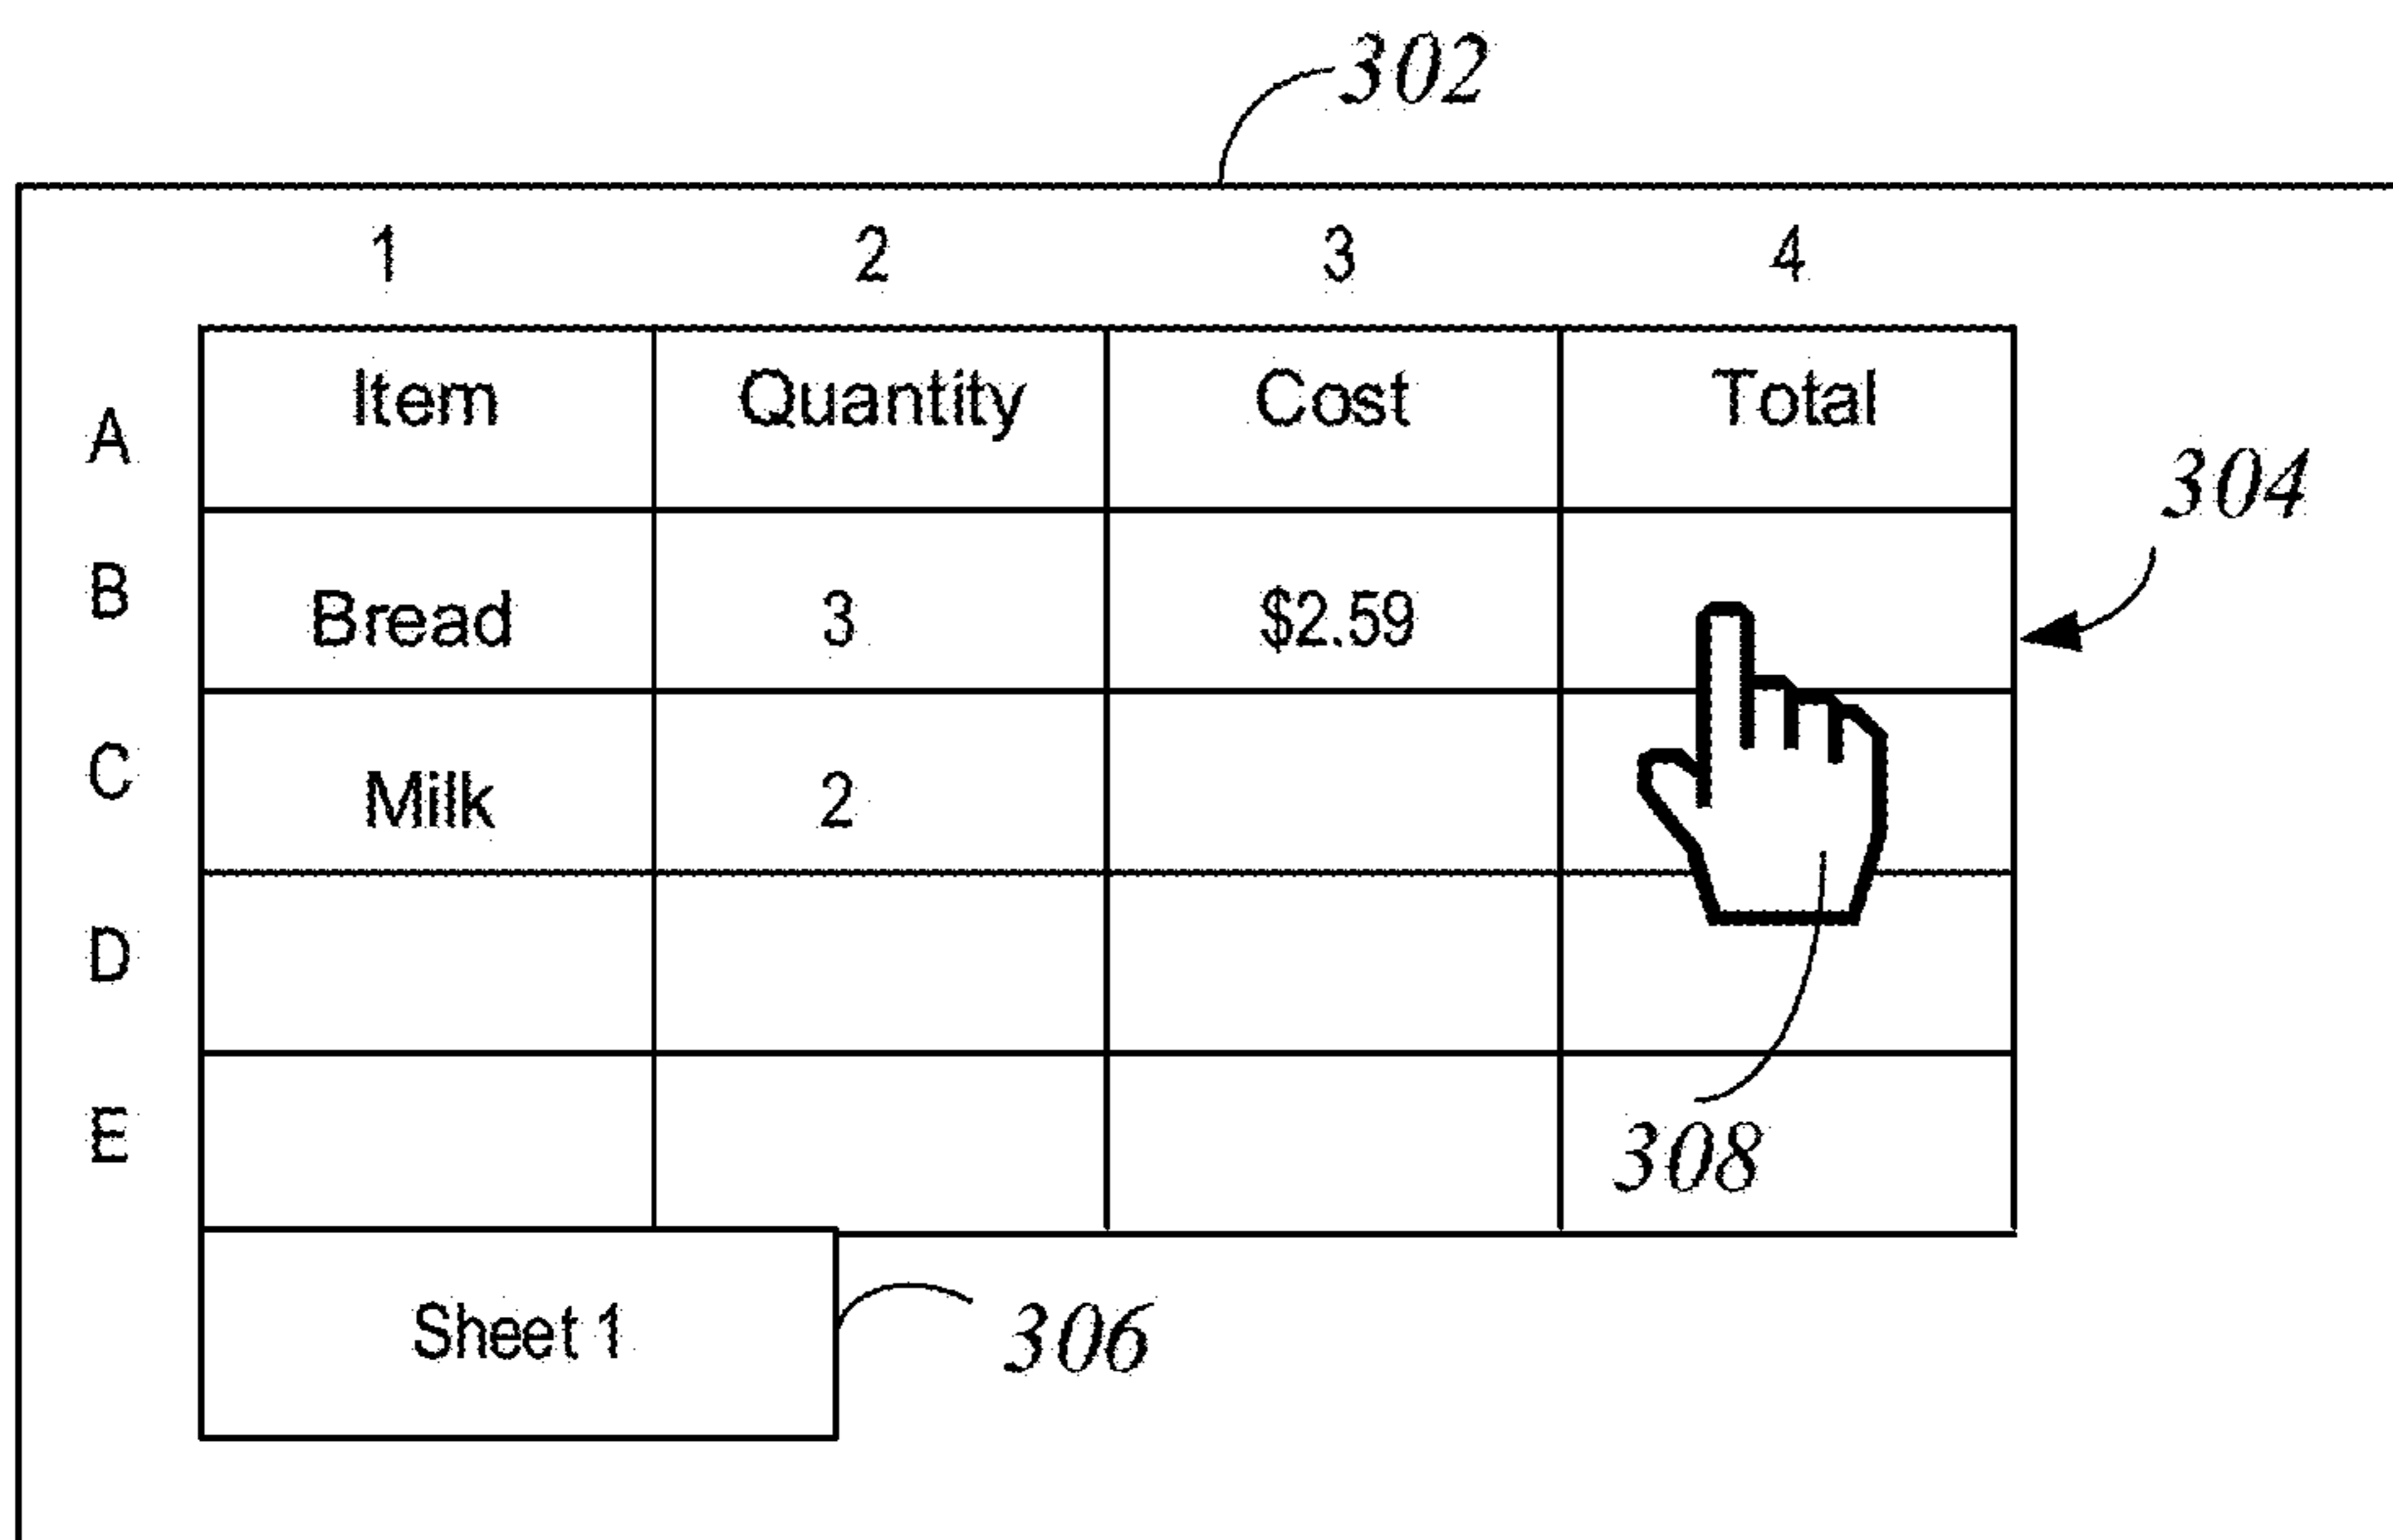 302
1 2 3 4
A Item Quantity Cost Total
304
B Bread 3 $2.59
C Milk 2
D
E
308
Sheet 1 306